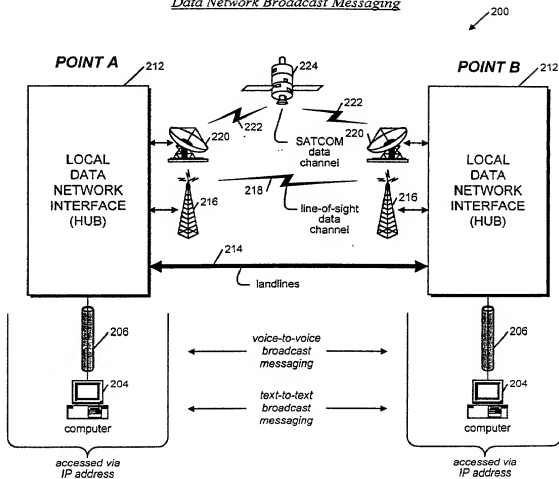 Data Network Broadcast Messaging
200
POINT A
212
224
POINT B
212
222
222
220
220
SATCOM
data
channel
LOCAL
DATA
NETWORK
INTERFACE
(HUB)
216
218
line-of-sight
data
channel
216
LOCAL
DATA
NETWORK
INTERFACE
(HUB)
214
landlines
206
voice-to-voice
broadcast
messaging
206
204
text-to-text
broadcast
messaging
204
computer
computer
accessed via
IP address
accessed via
IP address